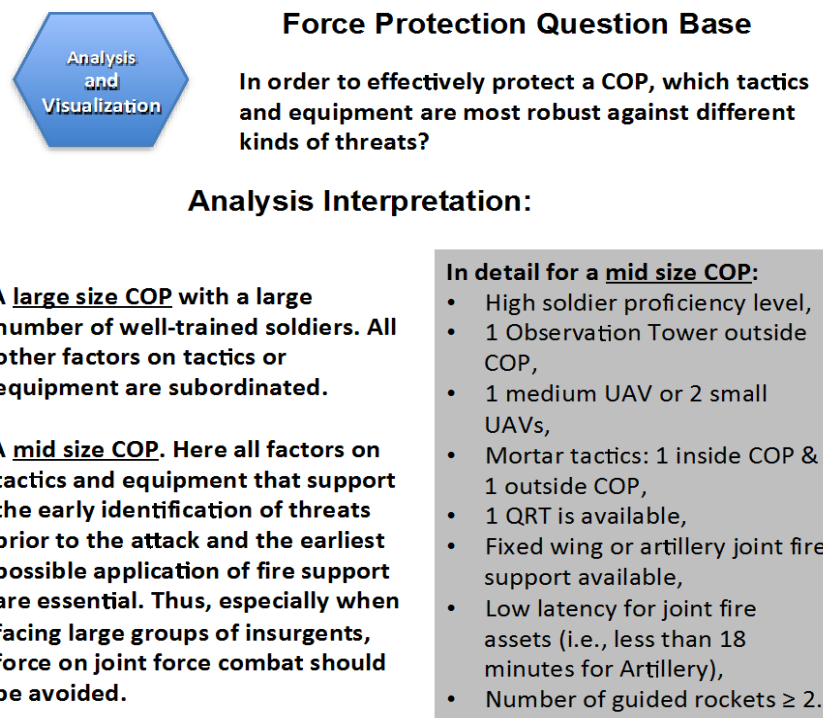 Analysis
and
Visualization
Force Protection Question Base
In order to effectively protect a COP, which tactics
and equipment are most robust against different
kinds of threats?
Analysis Interpretation:
A large size COP with a large
number of well-trained soldiers. All
other factors on tactics or
equipment are subordinated.
A mid size COP. Here all factors on
tactics and equipment that support
the early identification of threats
prior to the attack and the earliest
possible application of fire support
are essential. Thus, especially when
facing large groups of insurgents,
force on joint force combat should
be avoided.
In detail for a mid size COP:
• High soldier proficiency level,
• 1 Observation Tower outside
COP,
• 1 medium UAV or 2 small
UAVs,
• Mortar tactics: 1 inside COP &
1 outside COP,
• 1 QRT is available,
• Fixed wing or artillery joint fire
support available,
• Low latency for joint fire
assets (i.e., less than 18
minutes for Artillery),
• Number of guided rockets ≥ 2.